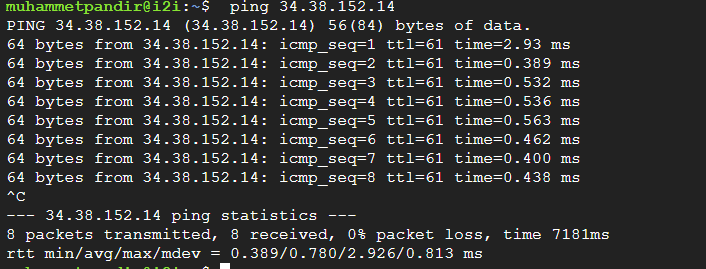 muhammetpandir@i2i:~$  ping 34.38.152.14
PING 34.38.152.14 (34.38.152.14) 56(84) bytes of data.
64 bytes from 34.38.152.14: icmp_seq=1 ttl=61 time=2.93 ms
64 bytes from 34.38.152.14: icmp_seq=2 ttl=61 time=0.389 ms
64 bytes from 34.38.152.14: icmp_seq=3 ttl=61 time=0.532 ms
64 bytes from 34.38.152.14: icmp_seq=4 ttl=61 time=0.536 ms
64 bytes from 34.38.152.14: icmp_seq=5 ttl=61 time=0.563 ms
64 bytes from 34.38.152.14: icmp_seq=6 ttl=61 time=0.462 ms
64 bytes from 34.38.152.14: icmp_seq=7 ttl=61 time=0.400 ms
64 bytes from 34.38.152.14: icmp_seq=8 ttl=61 time=0.438 ms
^C
--- 34.38.152.14 ping statistics ---
8 packets transmitted, 8 received, 0% packet loss, time 7181ms
rtt min/avg/max/mdev = 0.389/0.780/2.926/0.813 ms